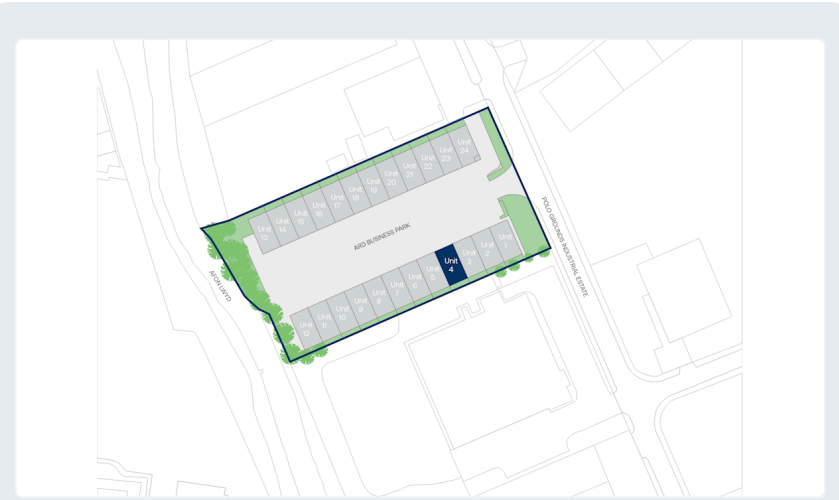 Unit
24
Unit
23
Unit
22
Unit
21
Unit
20
Unit
19
Unit
18
Unit
17
Unit
16
Unit
15
Unit
14
Unit
13
ARD BUSINESS PARK
POLO GROUNDS INDUSTRIAL ESTATE
AFON LWYD
Unit
1
Unit
2
Unit
3
Unit
4
Unit
5
Unit
6
Unit
7
Unit
8
Unit
9
Unit
10
Unit
11
Unit
12